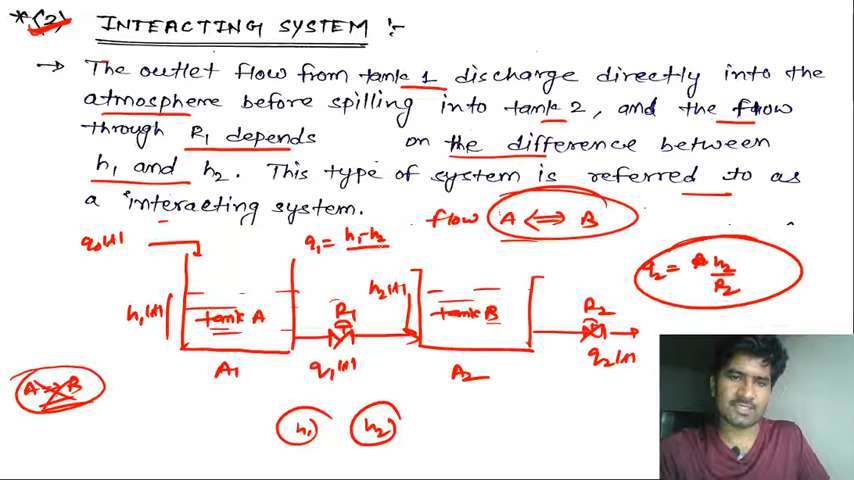 *(2) INTEACTING SYSTEM :-
→ The outlet flow from tank 1 discharge directly into the
atmosphere before spilling into tank 2, and the flow
through R1 depends on the difference between
h1 and h2. This type of system is referred to as
a interacting system. flow A ⟺ B
q0(t) q1 = h1-h2 q2 = h2/R2
h1(t) tank A R1 h2(t) tank B R2
A1 q1(t) A2 q2(t)
A → B
h1 h2